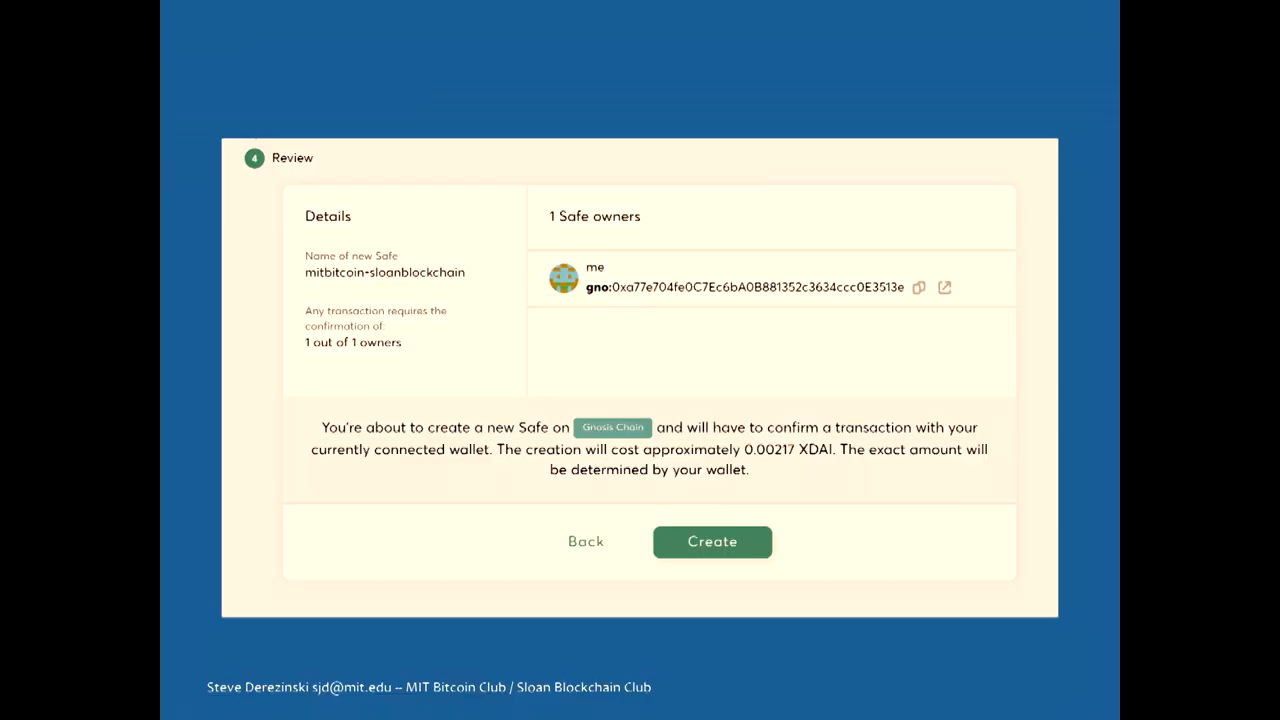 4 Review
Details
Name of new Safe
mitbitcoin-sloanblockchain
Any transaction requires the
confirmation of:
1 out of 1 owners
1 Safe owners
me
gno:0xa77e704fe0C7Ec6bA0B881352c3634ccc0E3513e
You're about to create a new Safe on Gnosis Chain and will have to confirm a transaction with your
currently connected wallet. The creation will cost approximately 0.00217 XDAI. The exact amount will
be determined by your wallet.
Back Create
Steve Derezinski sjd@mit.edu – MIT Bitcoin Club / Sloan Blockchain Club